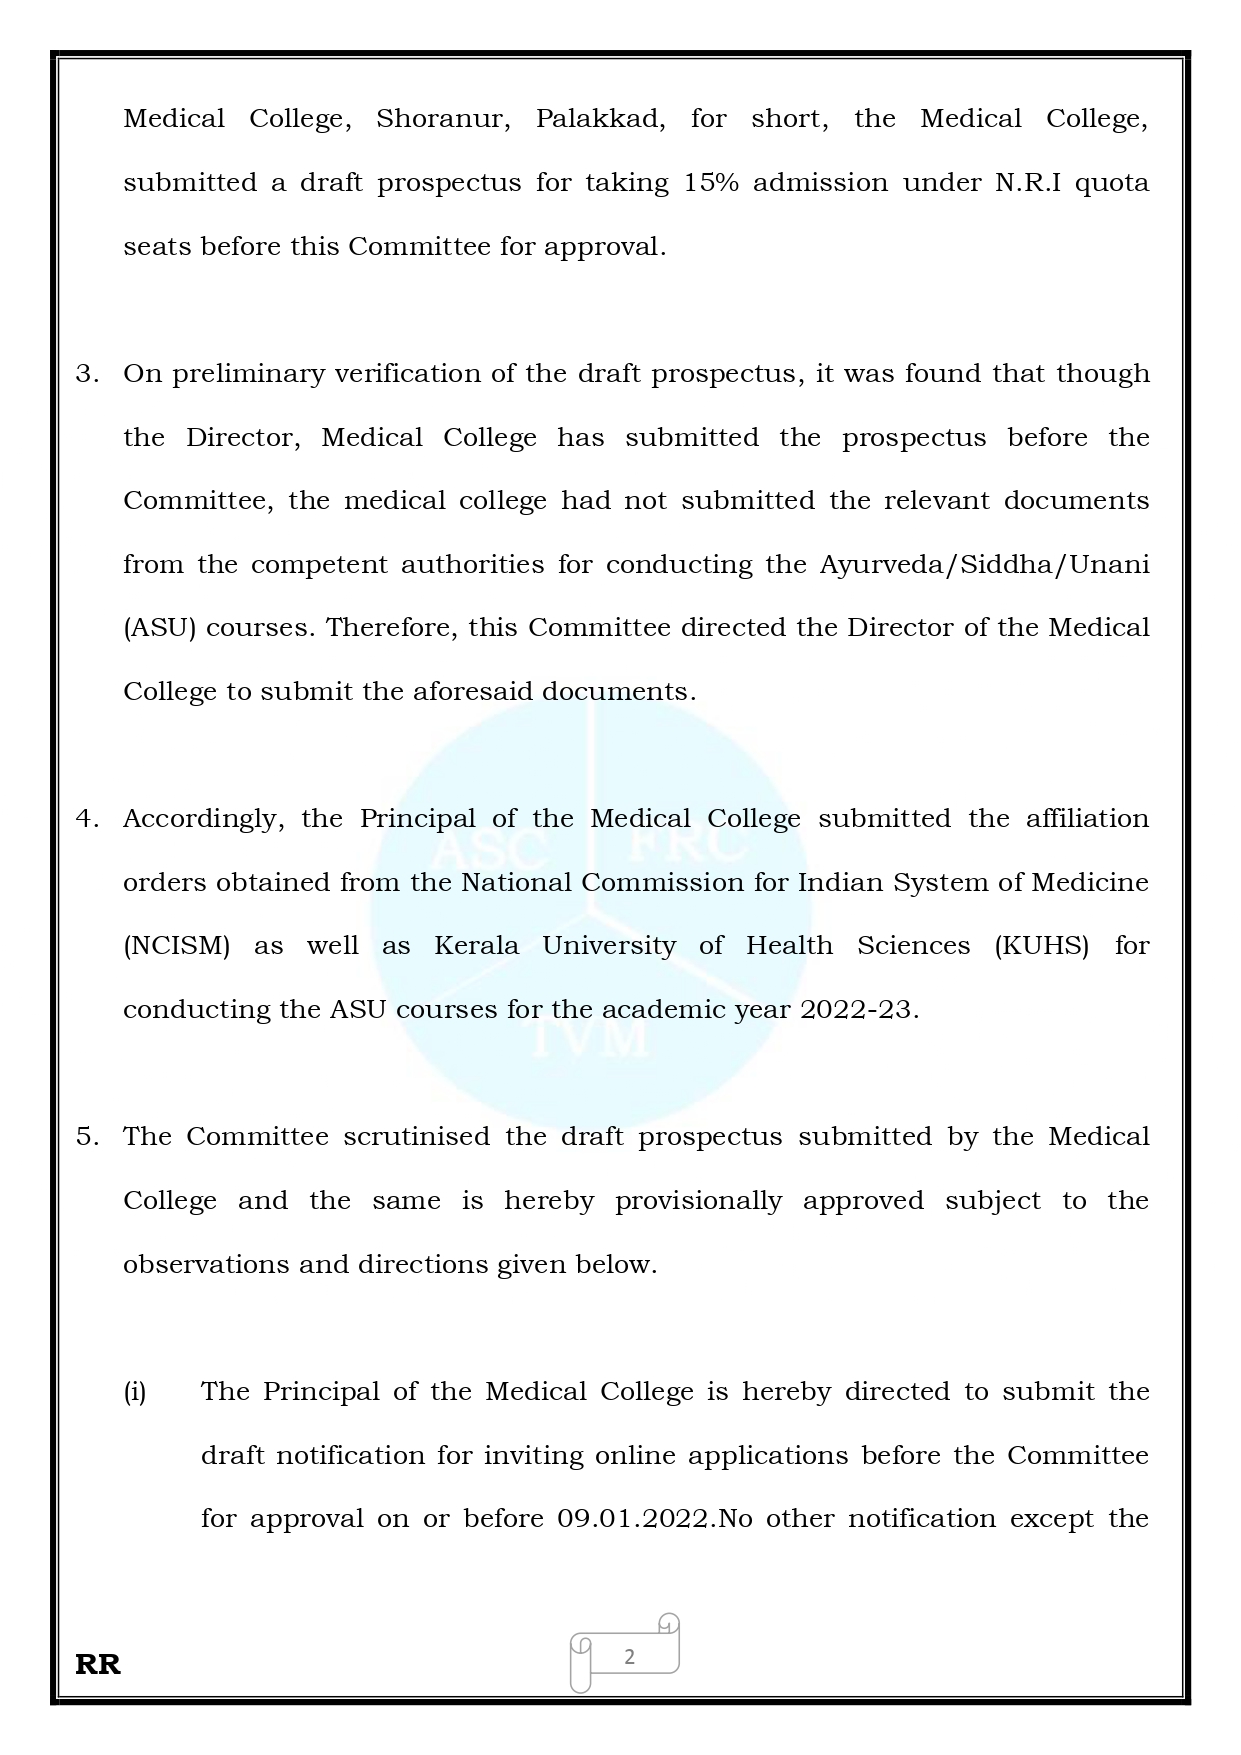 Medical College, Shoranur, Palakkad, for short, the Medical College,
submitted a draft prospectus for taking 15% admission under N.R.I quota
seats before this Committee for approval.
3. On preliminary verification of the draft prospectus, it was found that though
the Director, Medical College has submitted the prospectus before the
Committee, the medical college had not submitted the relevant documents
from the competent authorities for conducting the Ayurveda/Siddha/Unani
(ASU) courses. Therefore, this Committee directed the Director of the Medical
College to submit the aforesaid documents.
4. Accordingly, the Principal of the Medical College submitted the affiliation
ASC FRC
orders obtained from the National Commission for Indian System of Medicine
(NCISM) as well as Kerala University of Health Sciences (KUHS) for
conducting the ASU courses for the academic year 2022-23.
TVM
5. The Committee scrutinised the draft prospectus submitted by the Medical
College and the same is hereby provisionally approved subject to the
observations and directions given below.
(i) The Principal of the Medical College is hereby directed to submit the
draft notification for inviting online applications before the Committee
for approval on or before 09.01.2022.No other notification except the
2
RR